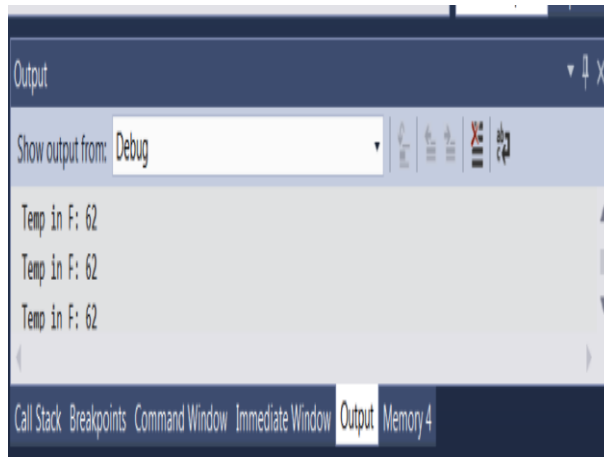 Output
Show output from: Debug
Temp in F: 62
Temp in F: 62
Temp in F: 62
Call Stack Breakpoints Command Window Immediate Window Output Memory 4